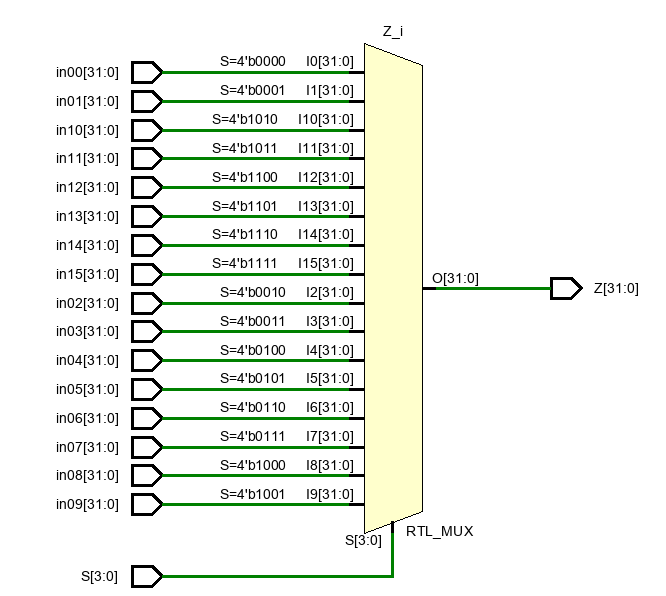 Z_i
in00[31:0] S=4'b0000 I0[31:0]
in01[31:0] S=4'b0001 I1[31:0]
in10[31:0] S=4'b1010 I10[31:0]
in11[31:0] S=4'b1011 I11[31:0]
in12[31:0] S=4'b1100 I12[31:0]
in13[31:0] S=4'b1101 I13[31:0]
in14[31:0] S=4'b1110 I14[31:0]
in15[31:0] S=4'b1111 I15[31:0]
O[31:0] Z[31:0]
in02[31:0] S=4'b0010 I2[31:0]
in03[31:0] S=4'b0011 I3[31:0]
in04[31:0] S=4'b0100 I4[31:0]
in05[31:0] S=4'b0101 I5[31:0]
in06[31:0] S=4'b0110 I6[31:0]
in07[31:0] S=4'b0111 I7[31:0]
in08[31:0] S=4'b1000 I8[31:0]
in09[31:0] S=4'b1001 I9[31:0]
S[3:0] RTL_MUX
S[3:0]